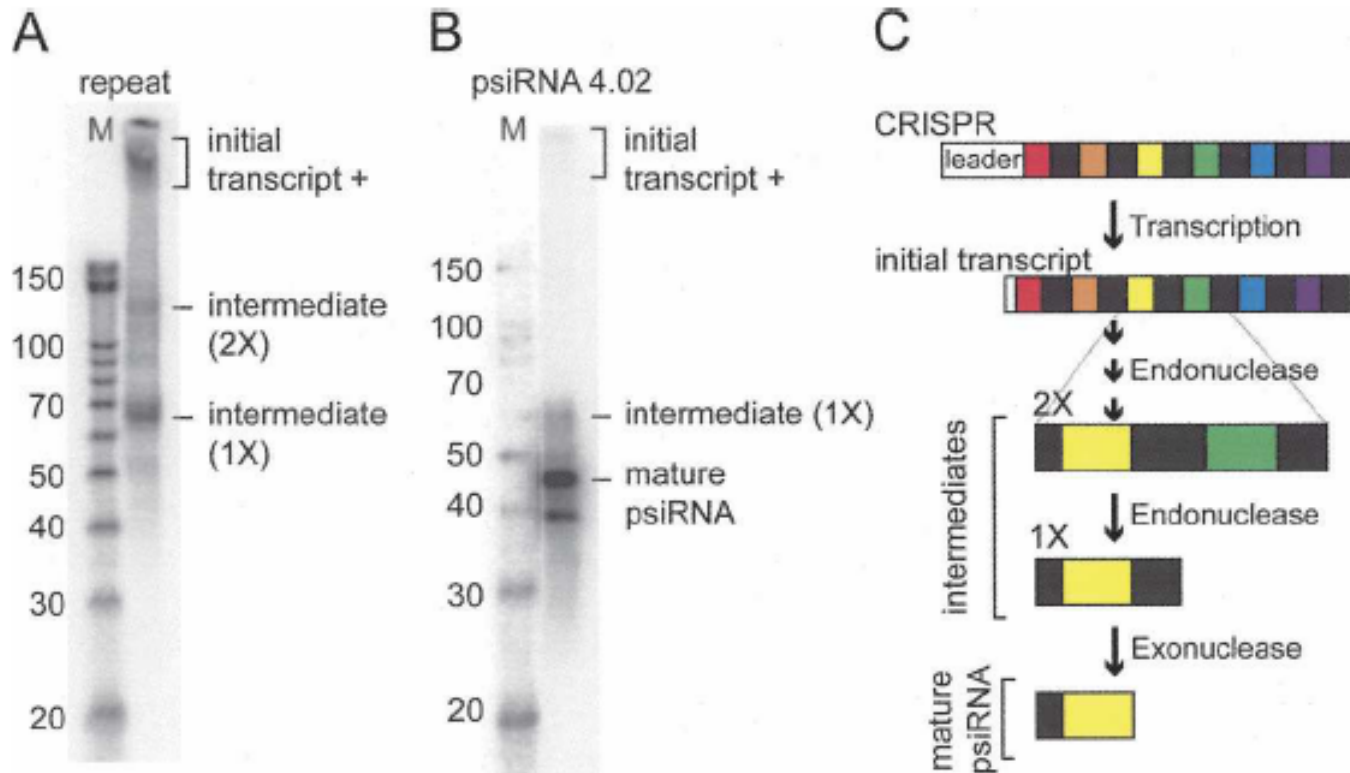 A
repeat
M
initial
transcript +
150
intermediate
(2X)
100
70
intermediate
(1X)
50
40
30
20
B
psiRNA 4.02
M
initial
transcript +
150
100
70
intermediate (1X)
50
mature
psiRNA
40
30
20
C
CRISPR
leader
Transcription
initial transcript
Endonuclease
2X
intermediates
Endonuclease
1X
Exonuclease
mature
psiRNA